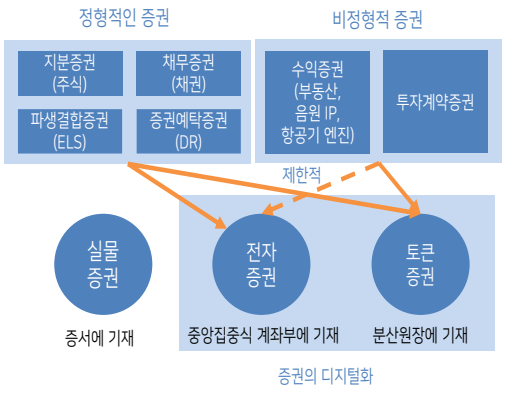 정형적인 증권
비정형적 증권
지분증권
(주식)
채무증권
(채권)
파생결합증권
(ELS)
증권예탁증권
(DR)
수익증권
(부동산,
음원 IP,
항공기 엔진)
투자계약증권
제한적
실물
증권
전자
증권
토큰
증권
증서에 기재
중앙집중식 계좌부에 기재
분산원장에 기재
증권의 디지털화